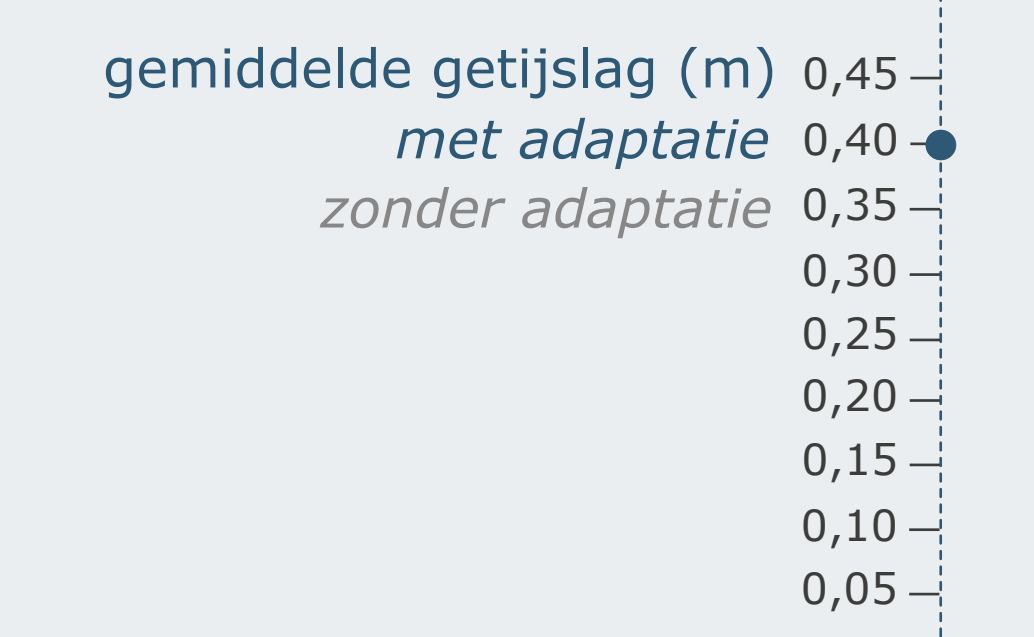 gemiddelde getijslag (m) 0,45
met adaptatie 0,40
zonder adaptatie 0,35
0,30
0,25
0,20
0,15
0,10
0,05